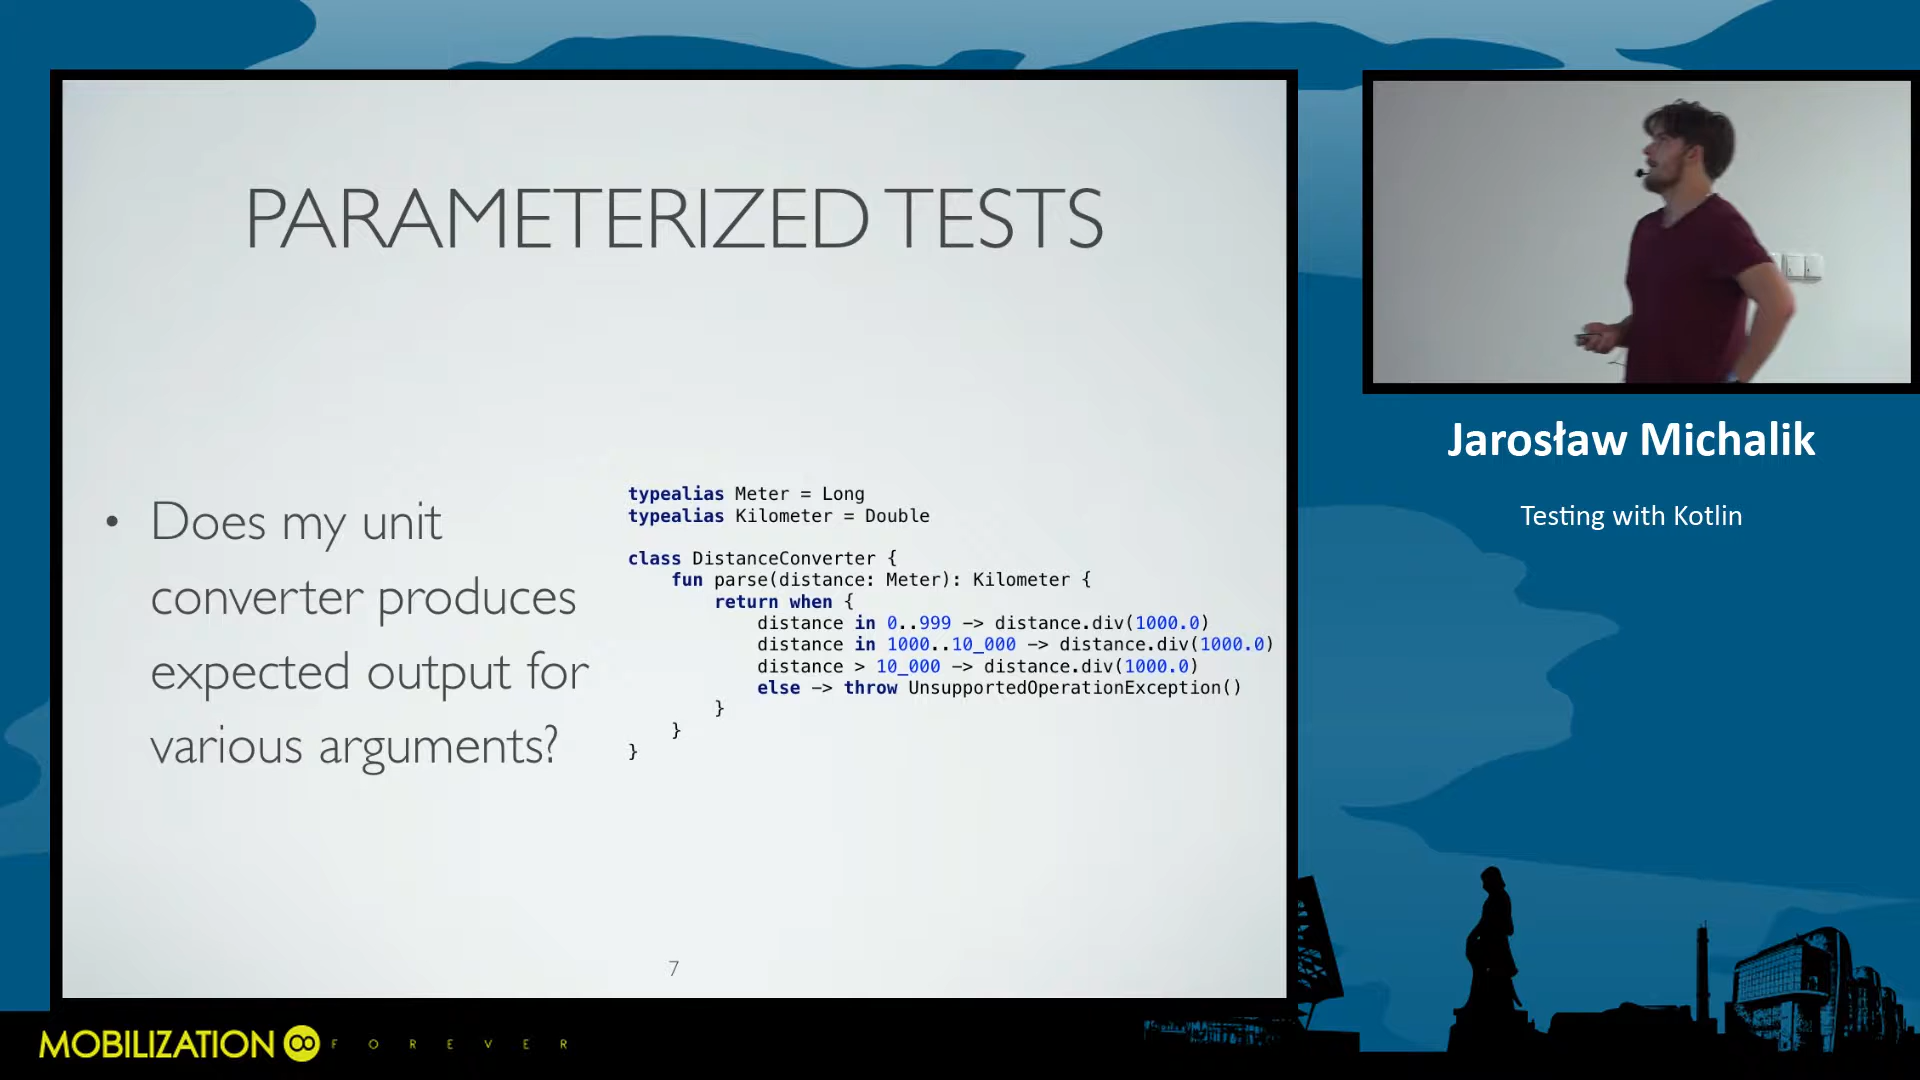 PARAMETERIZED TESTS
• Does my unit
converter produces
expected output for
various arguments?
typealias Meter = Long
typealias Kilometer = Double
class DistanceConverter {
    fun parse(distance: Meter): Kilometer {
        return when {
            distance in 0..999 -> distance.div(1000.0)
            distance in 1000..10_000 -> distance.div(1000.0)
            distance > 10_000 -> distance.div(1000.0)
            else -> throw UnsupportedOperationException()
        }
    }
}
7
Jarosław Michalik
Testing with Kotlin
MOBILIZATION
FOREVER